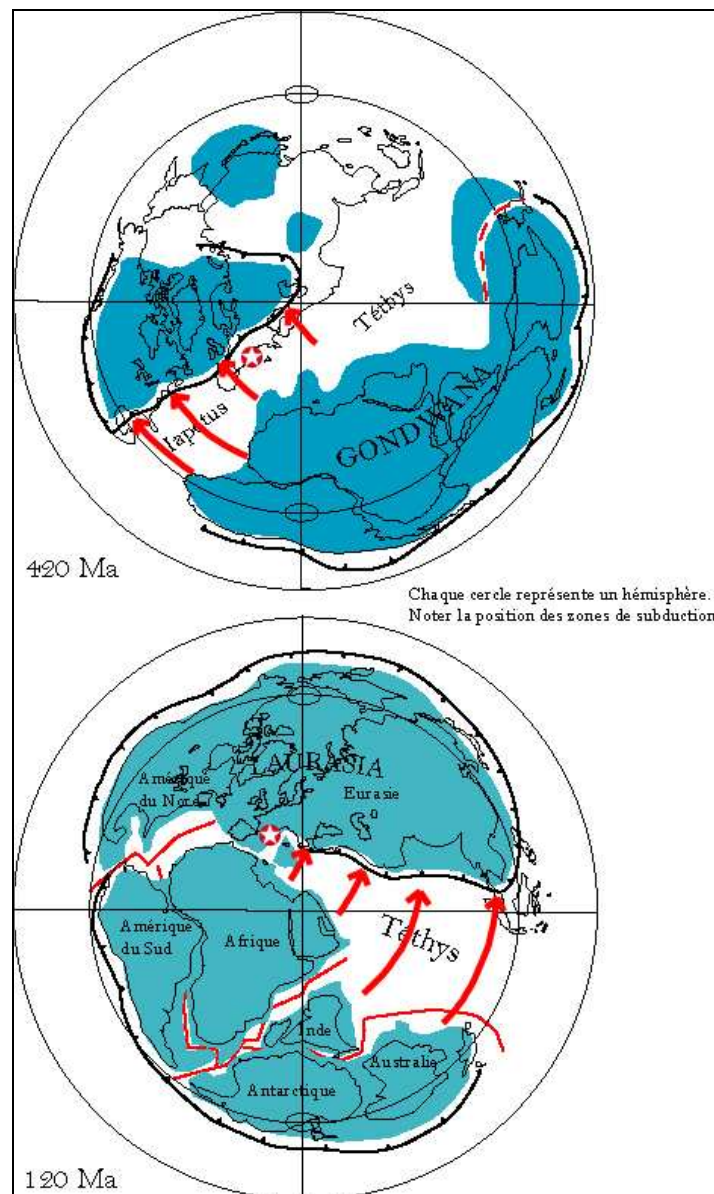 Téthys
Iapetus
GONDWANA
420 Ma
Chaque cercle représente un hémisphère.
Noter la position des zones de subduction
LAURASIA
Amérique
du Nord
Eurasie
Téthys
Amérique
du Sud
Afrique
Inde
Australie
Antarctique
120 Ma